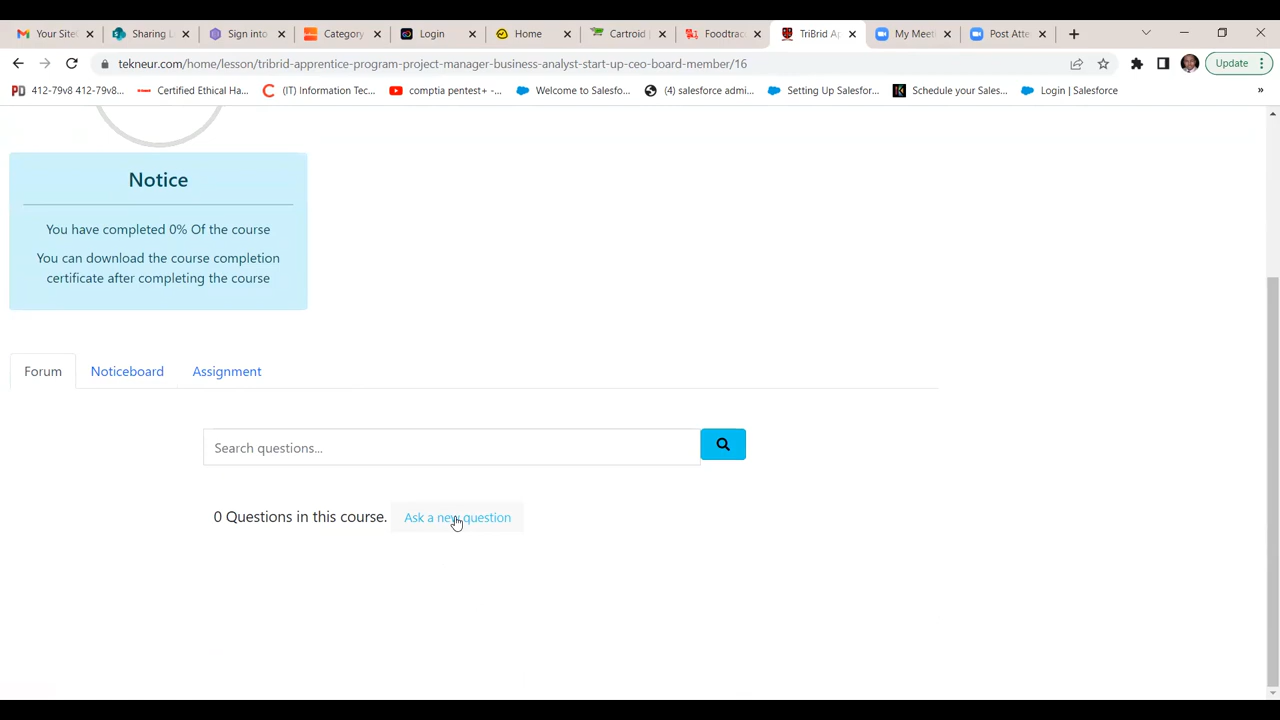 Your Site
Sharing L
Sign into
Category
Login
Home
Cartroid
Foodtrac
TriBrid Ap
My Meeti
Post Atte
tekneur.com/home/lesson/tribrid-apprentice-program-project-manager-business-analyst-start-up-ceo-board-member/16
Update
412-79v8 412-79v8...
Certified Ethical Ha...
(IT) Information Tec...
comptia pentest+ -...
Welcome to Salesfo...
(4) salesforce admi...
Setting Up Salesfor...
Schedule your Sales...
Login | Salesforce
»
Notice
You have completed 0% Of the course
You can download the course completion
certificate after completing the course
Forum
Noticeboard
Assignment
Search questions...
0 Questions in this course.
Ask a new question